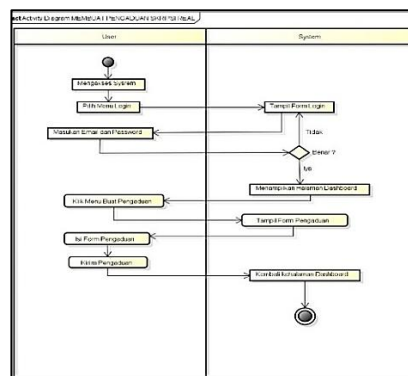 act Activity Diagram MEMBUAT PENGADUAN SKRIPSI REAL
User
System
Mengakses System
Pilih Menu Login
Tampil Form Login
Masukan Email dan Password
Tidak
Benar ?
Ya
Menampilkan Halaman Dashboard
Klik Menu Buat Pengaduan
Tampil Form Pengaduan
Isi Form Pengaduan
Kirim Pengaduan
Kembali kehalaman Dashboard